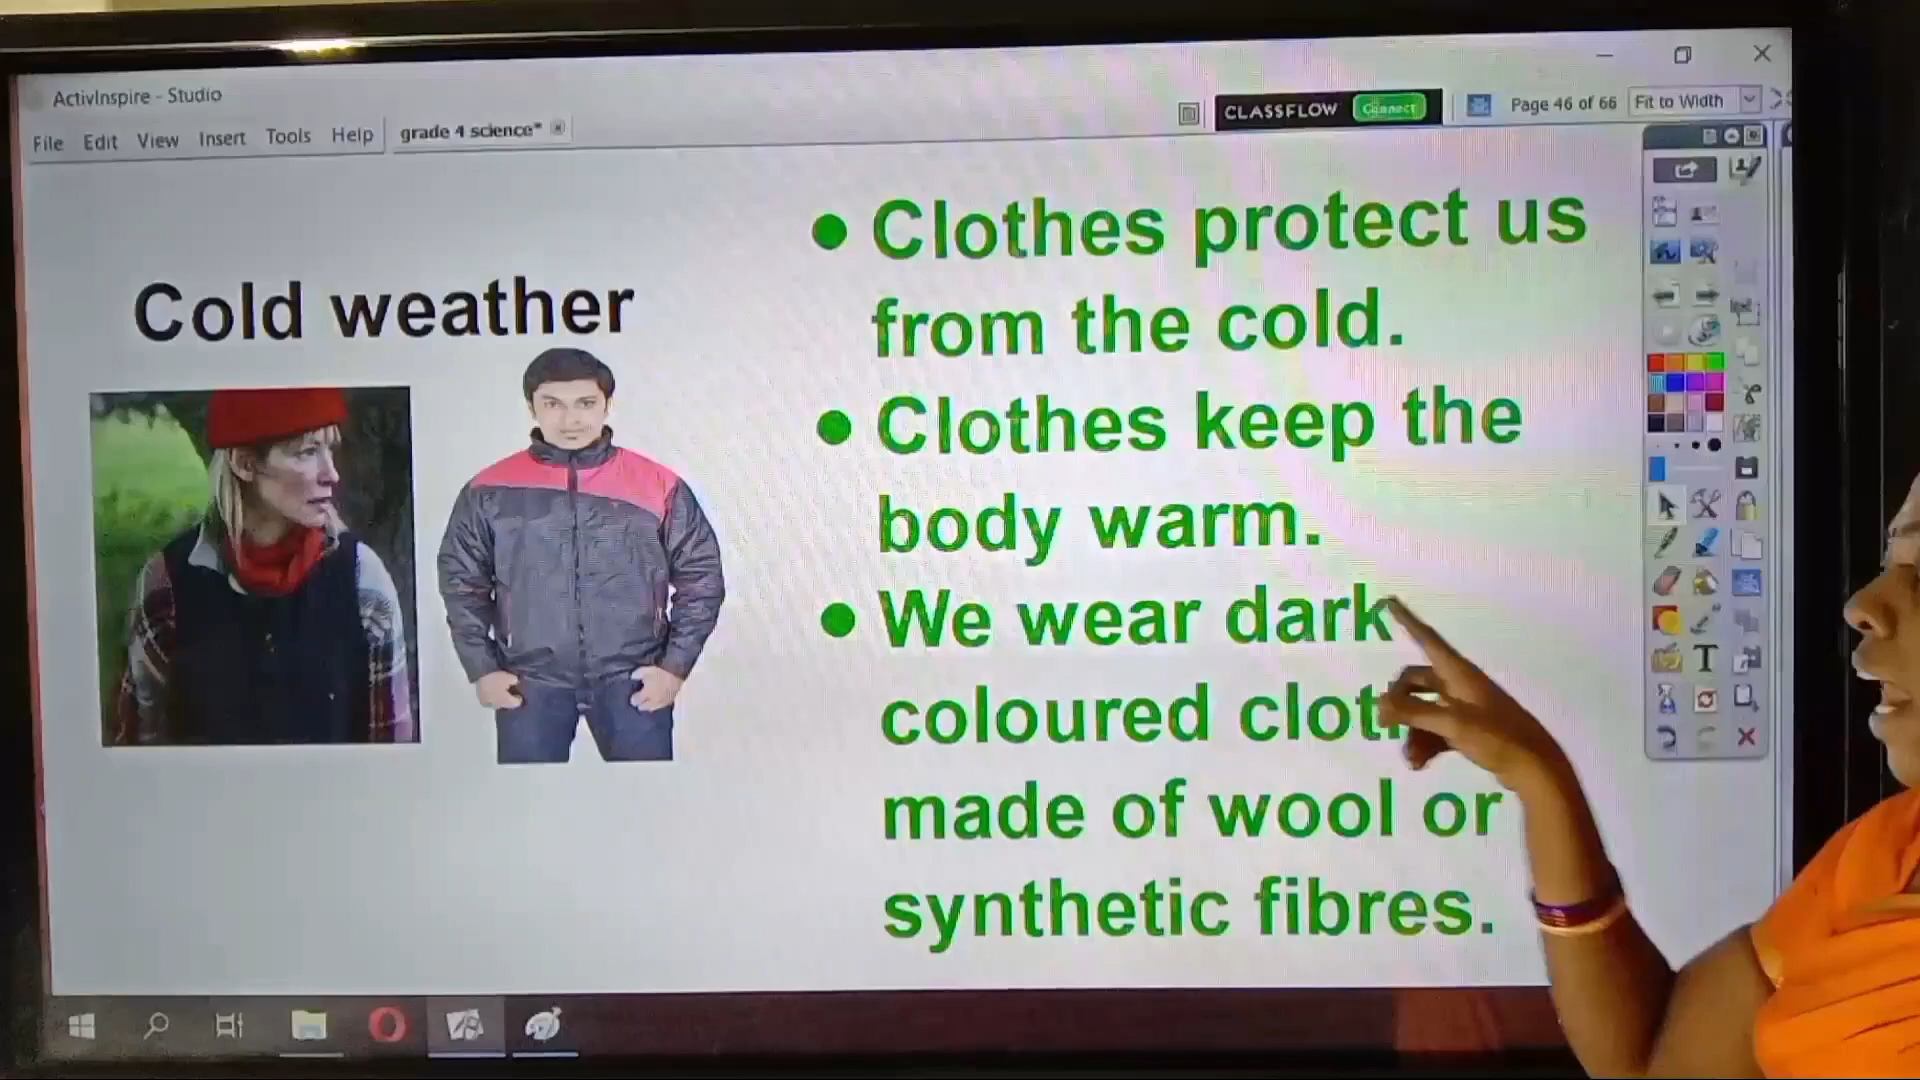 ActivInspire - Studio
File Edit View Insert Tools Help
grade 4 science*
CLASSFLOW Connect
Page 46 of 66 Fit to Width
Cold weather
• Clothes protect us
from the cold.
• Clothes keep the
body warm.
• We wear dark
coloured
made of wool or
synthetic fibres.
T